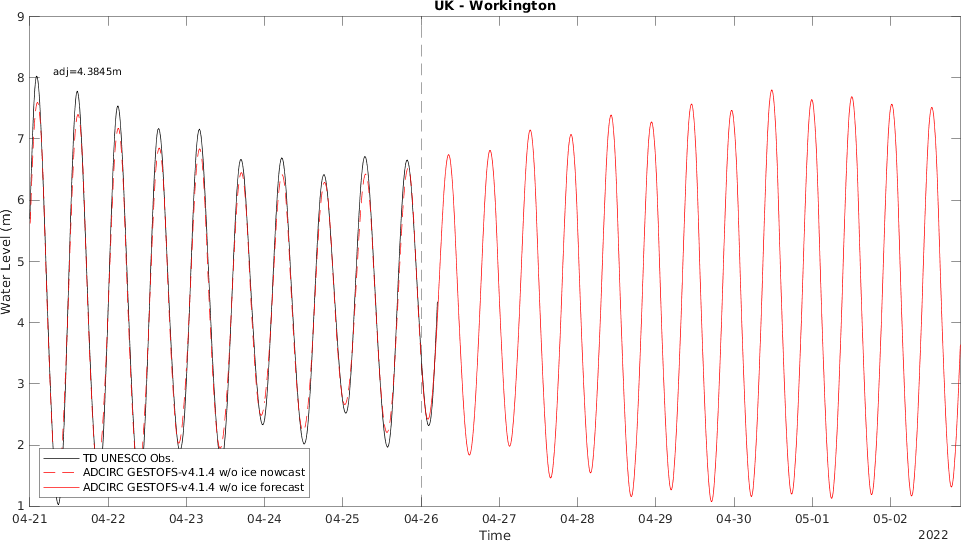 UK - Workington
9
adj=4.3845m
8
7
6
5
4
3
2
1
Water Level (m)
TD UNESCO Obs.
ADCIRC GESTOFS-v4.1.4 w/o ice nowcast
ADCIRC GESTOFS-v4.1.4 w/o ice forecast
04-21 04-22 04-23 04-24 04-25 04-26 04-27 04-28 04-29 04-30 05-01 05-02
Time
2022